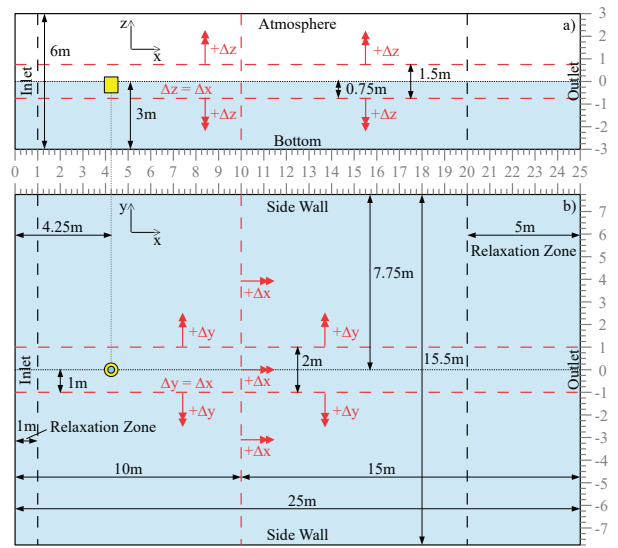 z
Atmosphere
a)
3
6m
+Δz
+Δz
2
x
1.5m
1
Inlet
Outlet
0
Δz = Δx
0.75m
-1
3m
+Δz
+Δz
-2
Bottom
-3
0 1 2 3 4 5 6 7 8 9 10 11 12 13 14 15 16 17 18 19 20 21 22 23 24 25
y
Side Wall
b)
7
4.25m
x
5m
6
Relaxation Zone
5
7.75m
4
+Δx
3
+Δy
+Δy
2
2m
15.5m
1
Inlet
Outlet
0
1m
Δy = Δx
+Δx
-1
+Δy
+Δy
-2
1m
Relaxation Zone
+Δx
-3
-4
10m
15m
-5
25m
-6
Side Wall
-7